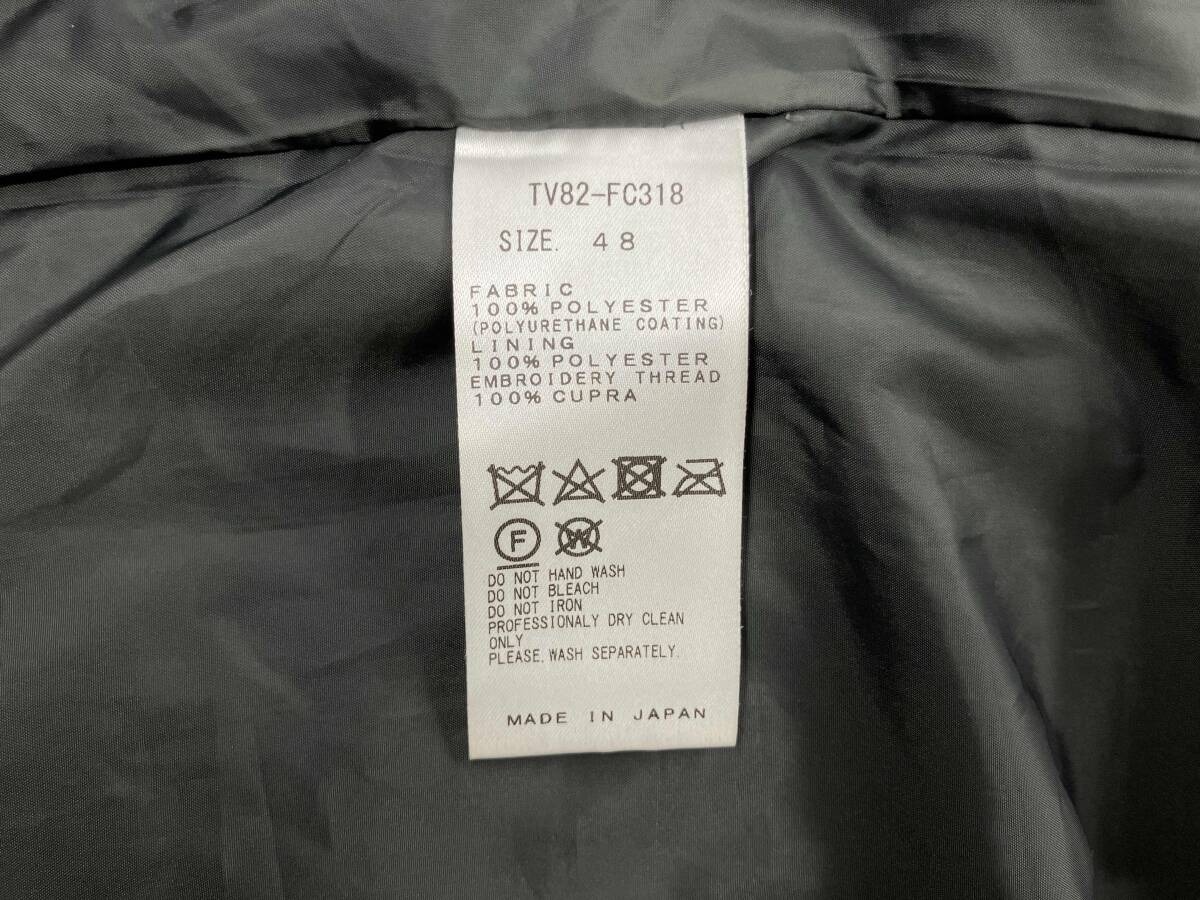 TV82-FC318
SIZE. 48
FABRIC
100% POLYESTER
(POLYURETHANE COATING)
LINING
100% POLYESTER
EMBROIDERY THREAD
100% CUPRA
F W
DO NOT HAND WASH
DO NOT BLEACH
DO NOT IRON
PROFESSIONALY DRY CLEAN
ONLY
PLEASE. WASH SEPARATELY.
MADE IN JAPAN